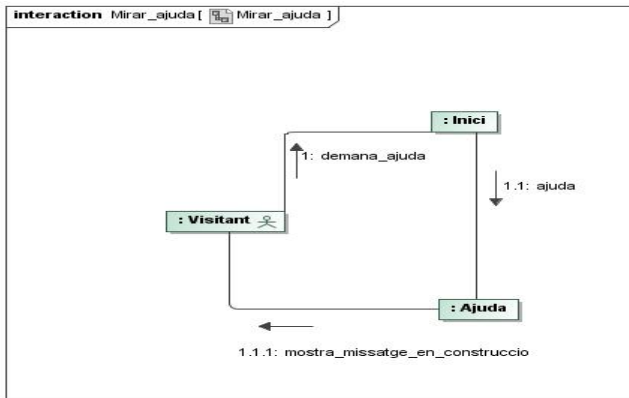 interaction Mirar_ajuda[ Mirar_ajuda ]
: Inici
1: demana_ajuda
1.1: ajuda
: Visitant
: Ajuda
1.1.1: mostra_missatge_en_construccio